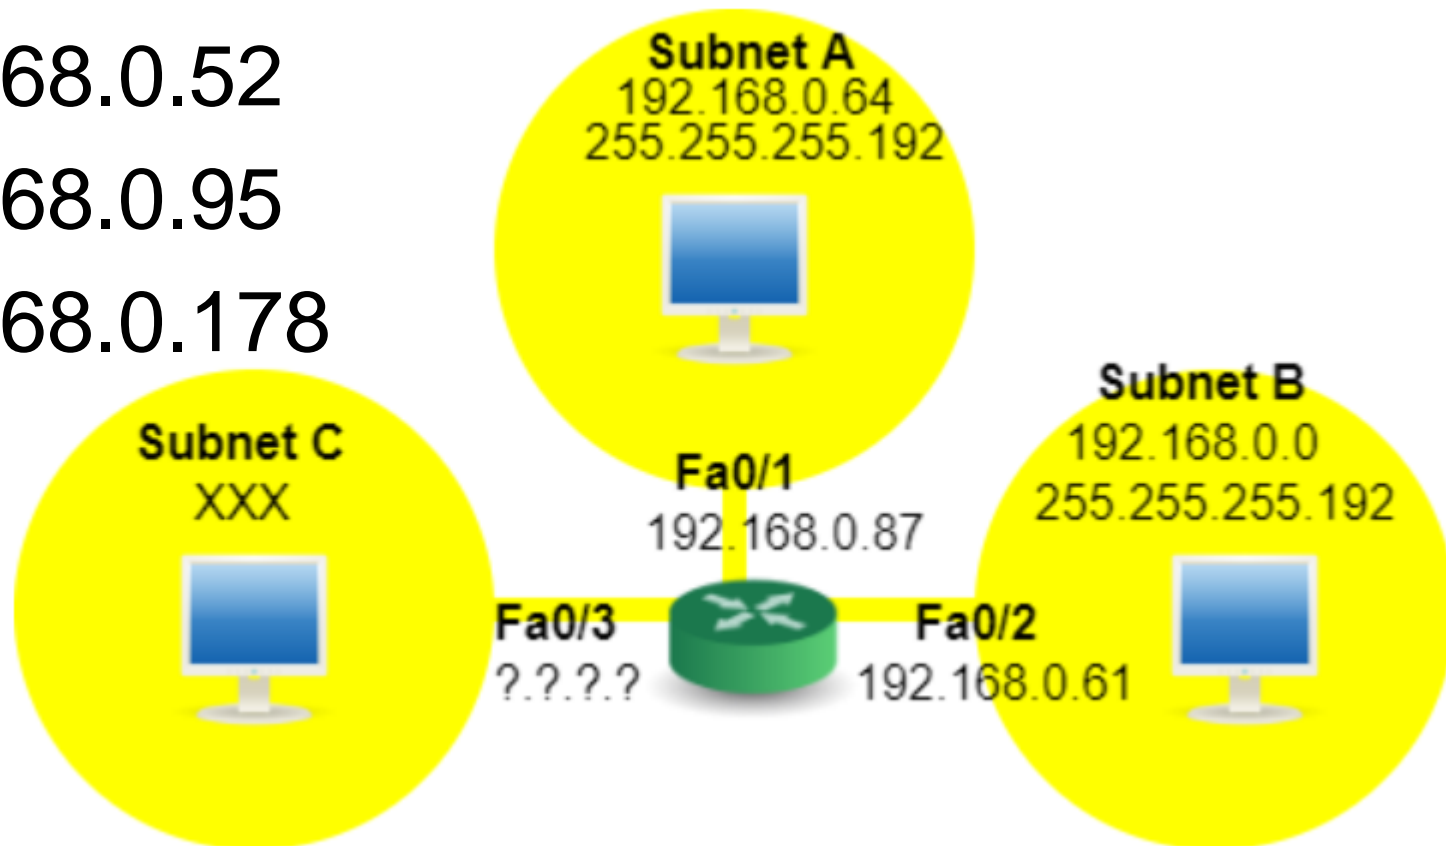 68.0.52
68.0.95
68.0.178
Subnet A
192.168.0.64
255.255.255.192
Subnet B
192.168.0.0
255.255.255.192
Subnet C
XXX
Fa0/1
192.168.0.87
Fa0/3
?.?.?.?
Fa0/2
192.168.0.61